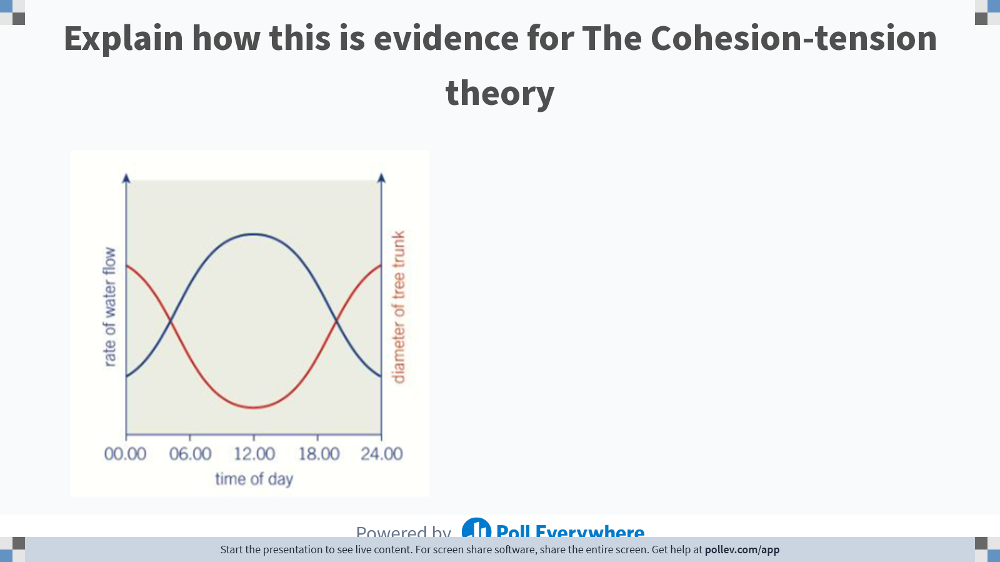 Explain how this is evidence for The Cohesion-tension
theory
rate of water flow
diameter of tree trunk
00.00 06.00 12.00 18.00 24.00
time of day
Powered by Poll Everywhere
Start the presentation to see live content. For screen share software, share the entire screen. Get help at pollev.com/app